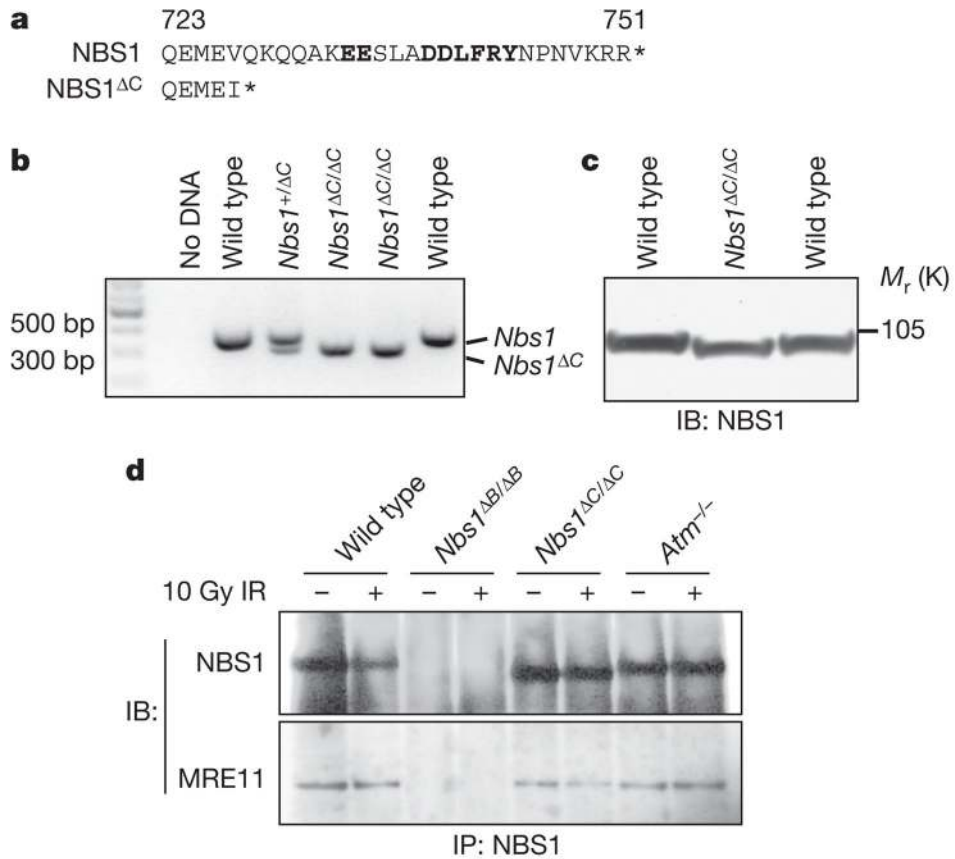 a
723 751
NBS1 QEMEVQKQQAKEESLADDLFRYNPNVKRR*
NBS1ΔC QEMEI*
b
No DNA
Wild type
Nbs1+/ΔC
Nbs1ΔC/ΔC
Nbs1ΔC/ΔC
Wild type
500 bp
300 bp
Nbs1
Nbs1ΔC
c
Wild type
Nbs1ΔC/ΔC
Wild type
Mr (K)
105
IB: NBS1
d
Wild type
Nbs1ΔB/ΔB
Nbs1ΔC/ΔC
Atm−/−
10 Gy IR − + − + − + − +
IB:
NBS1
MRE11
IP: NBS1